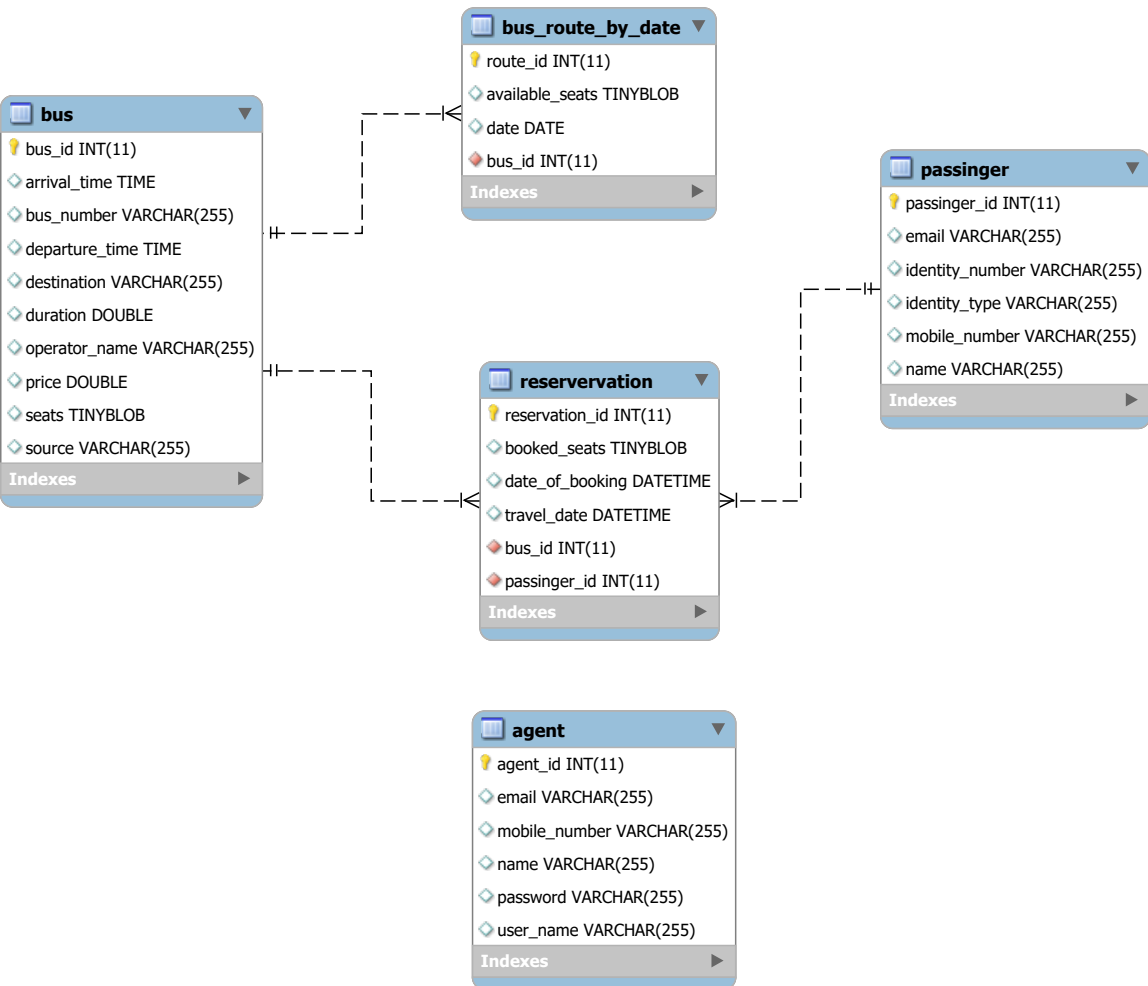 bus_route_by_date
route_id INT(11)
available_seats TINYBLOB
date DATE
bus_id INT(11)
Indexes
bus
bus_id INT(11)
arrival_time TIME
bus_number VARCHAR(255)
departure_time TIME
destination VARCHAR(255)
duration DOUBLE
operator_name VARCHAR(255)
price DOUBLE
seats TINYBLOB
source VARCHAR(255)
Indexes
passinger
passinger_id INT(11)
email VARCHAR(255)
identity_number VARCHAR(255)
identity_type VARCHAR(255)
mobile_number VARCHAR(255)
name VARCHAR(255)
Indexes
reservervation
reservation_id INT(11)
booked_seats TINYBLOB
date_of_booking DATETIME
travel_date DATETIME
bus_id INT(11)
passinger_id INT(11)
Indexes
agent
agent_id INT(11)
email VARCHAR(255)
mobile_number VARCHAR(255)
name VARCHAR(255)
password VARCHAR(255)
user_name VARCHAR(255)
Indexes